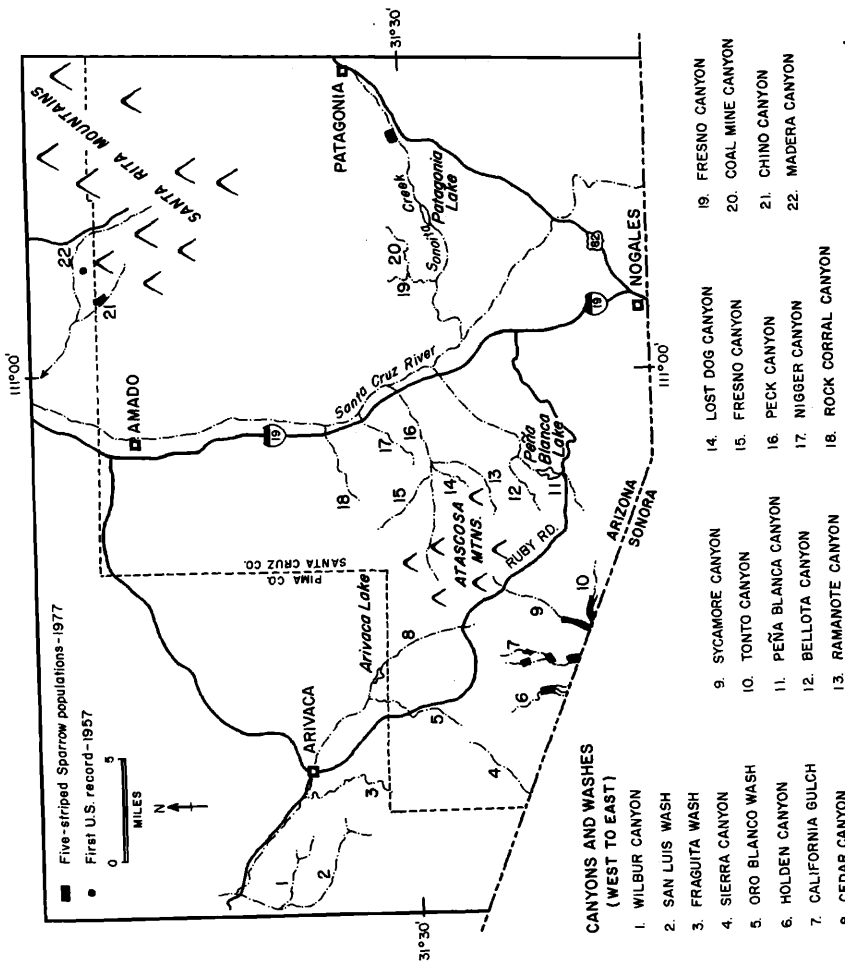 111°00'
SANTA RITA MOUNTAINS
Five-striped Sparrow populations-1977
First U.S. record-1957
0 5
MILES
N
22
21
AMADO
19
PATAGONIA
31°30'
Creek
Sonoita
Patagonia
Lake
20
19
82
NOGALES
19
Santa Cruz River
111°00'
PIMA CO.
SANTA CRUZ CO.
18
17
16
15
14
13
12
11
Peña
Blanca
Lake
ATASCOSA
MTNS.
RUBY RD.
ARIZONA
SONORA
Arivaca Lake
ARIVACA
8
5
4
3
1
2
9
10
7
6
31°30'
CANYONS AND WASHES
(WEST TO EAST)
1. WILBUR CANYON
2. SAN LUIS WASH
3. FRAGUITA WASH
4. SIERRA CANYON
5. ORO BLANCO WASH
6. HOLDEN CANYON
7. CALIFORNIA GULCH
8. CEDAR CANYON
9. SYCAMORE CANYON
10. TONTO CANYON
11. PEÑA BLANCA CANYON
12. BELLOTA CANYON
13. RAMANOTE CANYON
14. LOST DOG CANYON
15. FRESNO CANYON
16. PECK CANYON
17. NIGGER CANYON
18. ROCK CORRAL CANYON
19. FRESNO CANYON
20. COAL MINE CANYON
21. CHINO CANYON
22. MADERA CANYON